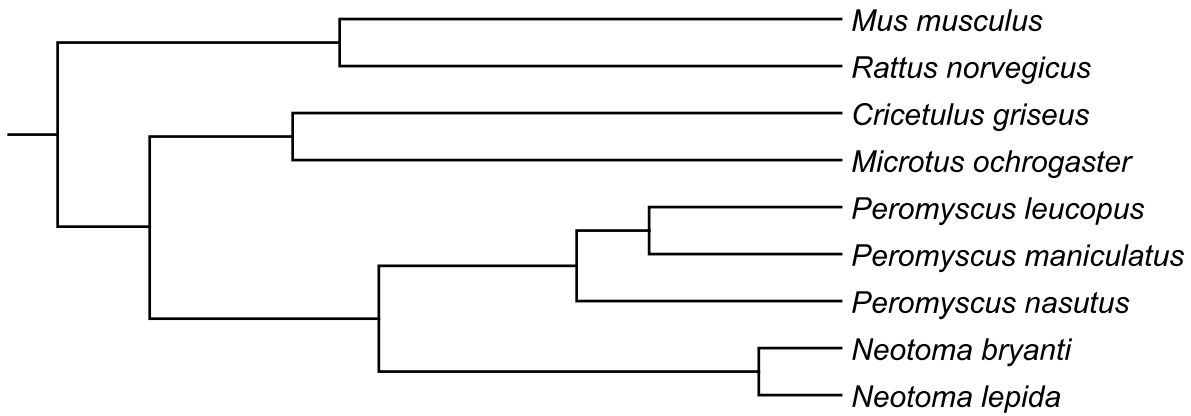 Mus musculus
Rattus norvegicus
Cricetulus griseus
Microtus ochrogaster
Peromyscus leucopus
Peromyscus maniculatus
Peromyscus nasutus
Neotoma bryanti
Neotoma lepida